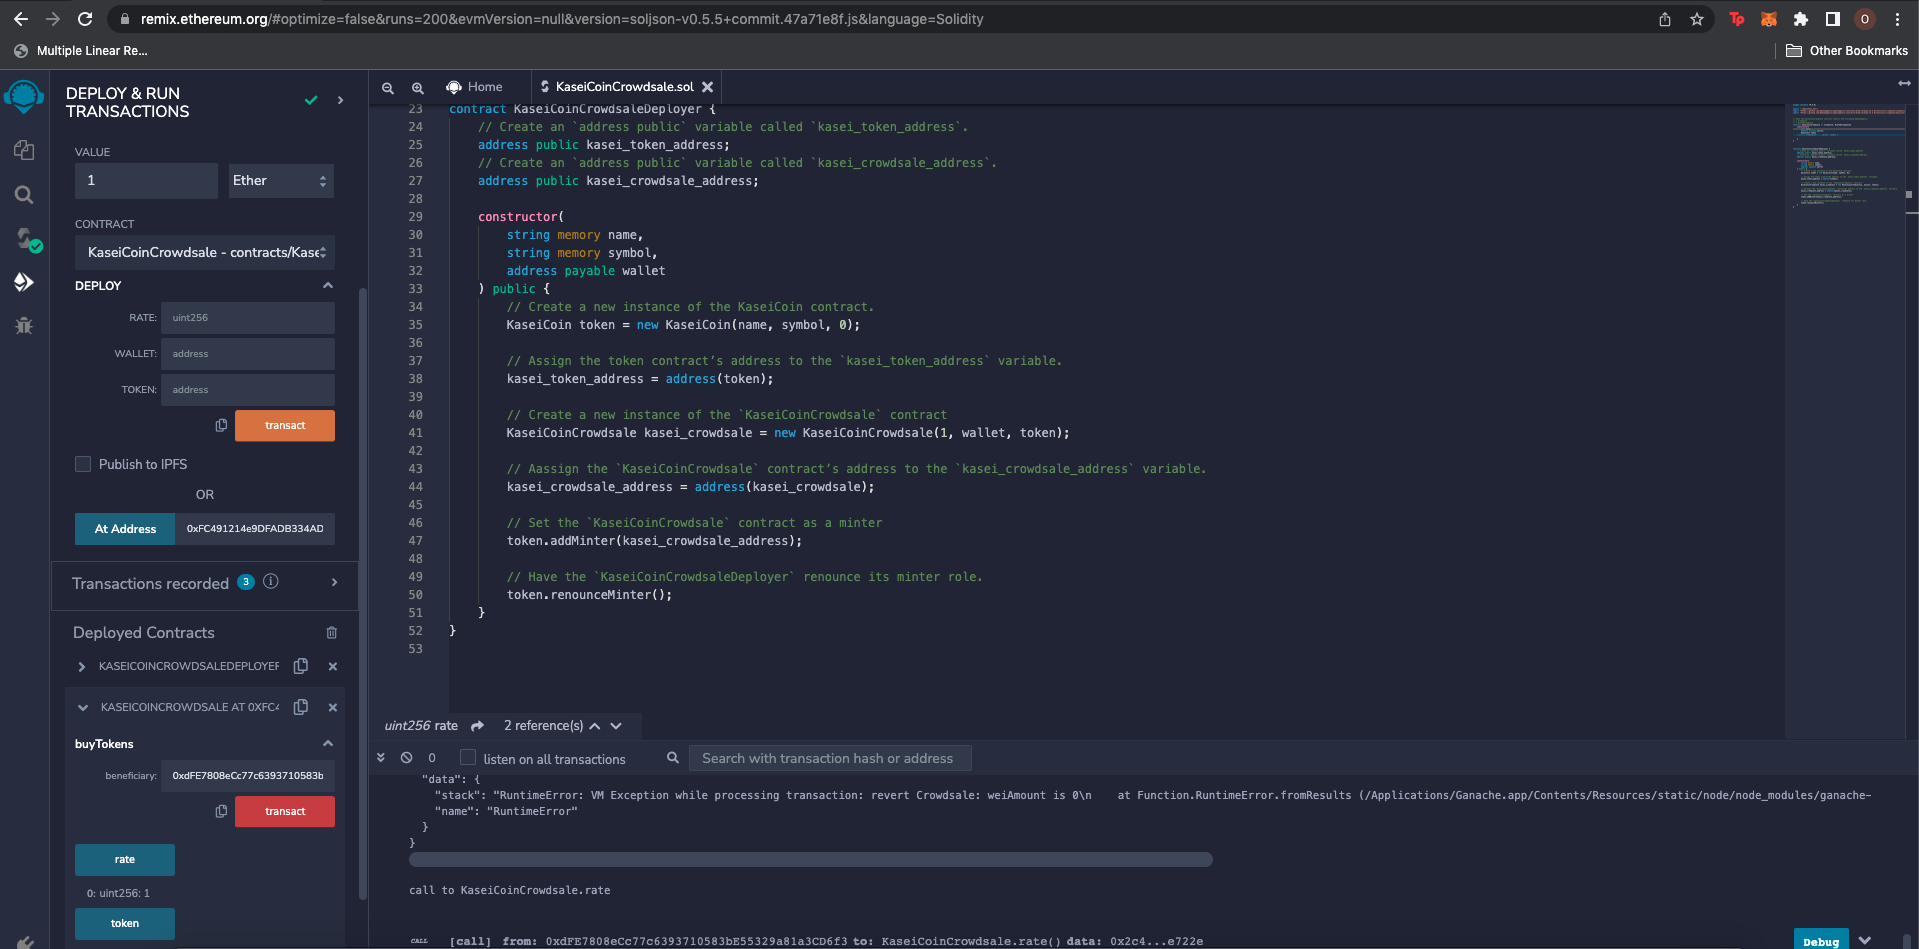 remix.ethereum.org/#optimize=false&runs=200&evmVersion=null&version=soljson-v0.5.5+commit.47a71e8f.js&language=Solidity
Tp
O
Multiple Linear Re...
Other Bookmarks
DEPLOY & RUN
TRANSACTIONS
VALUE
1
Ether
CONTRACT
KaseiCoinCrowdsale - contracts/Kase
DEPLOY
RATE:
uint256
WALLET:
address
TOKEN:
address
transact
Publish to IPFS
OR
At Address
0xFC491214e9DFADB334AD
Transactions recorded 3 i
Deployed Contracts
KASEICOINCROWDSALEDEPLOYER
KASEICOINCROWDSALE AT 0XFC4
buyTokens
beneficiary:
0xdFE7808eCc77c6393710583b
transact
rate
0: uint256: 1
token
Home
KaseiCoinCrowdsale.sol
23 contract KaseiCoinCrowdsaleDeployer {
24 // Create an `address public` variable called `kasei_token_address`.
25 address public kasei_token_address;
26 // Create an `address public` variable called `kasei_crowdsale_address`.
27 address public kasei_crowdsale_address;
28
29 constructor(
30 string memory name,
31 string memory symbol,
32 address payable wallet
33 ) public {
34 // Create a new instance of the KaseiCoin contract.
35 KaseiCoin token = new KaseiCoin(name, symbol, 0);
36
37 // Assign the token contract’s address to the `kasei_token_address` variable.
38 kasei_token_address = address(token);
39
40 // Create a new instance of the `KaseiCoinCrowdsale` contract
41 KaseiCoinCrowdsale kasei_crowdsale = new KaseiCoinCrowdsale(1, wallet, token);
42
43 // Aassign the `KaseiCoinCrowdsale` contract’s address to the `kasei_crowdsale_address` variable.
44 kasei_crowdsale_address = address(kasei_crowdsale);
45
46 // Set the `KaseiCoinCrowdsale` contract as a minter
47 token.addMinter(kasei_crowdsale_address);
48
49 // Have the `KaseiCoinCrowdsaleDeployer` renounce its minter role.
50 token.renounceMinter();
51 }
52 }
53
uint256 rate 2 reference(s)
0
listen on all transactions
Search with transaction hash or address
"data": {
"stack": "RuntimeError: VM Exception while processing transaction: revert Crowdsale: weiAmount is 0\n at Function.RuntimeError.fromResults (/Applications/Ganache.app/Contents/Resources/static/node/node_modules/ganache-
"name": "RuntimeError"
}
}
call to KaseiCoinCrowdsale.rate
CALL [call] from: 0xdFE7808eCc77c6393710583bE55329a81a3CD6f3 to: KaseiCoinCrowdsale.rate() data: 0x2c4...e722e
Debug